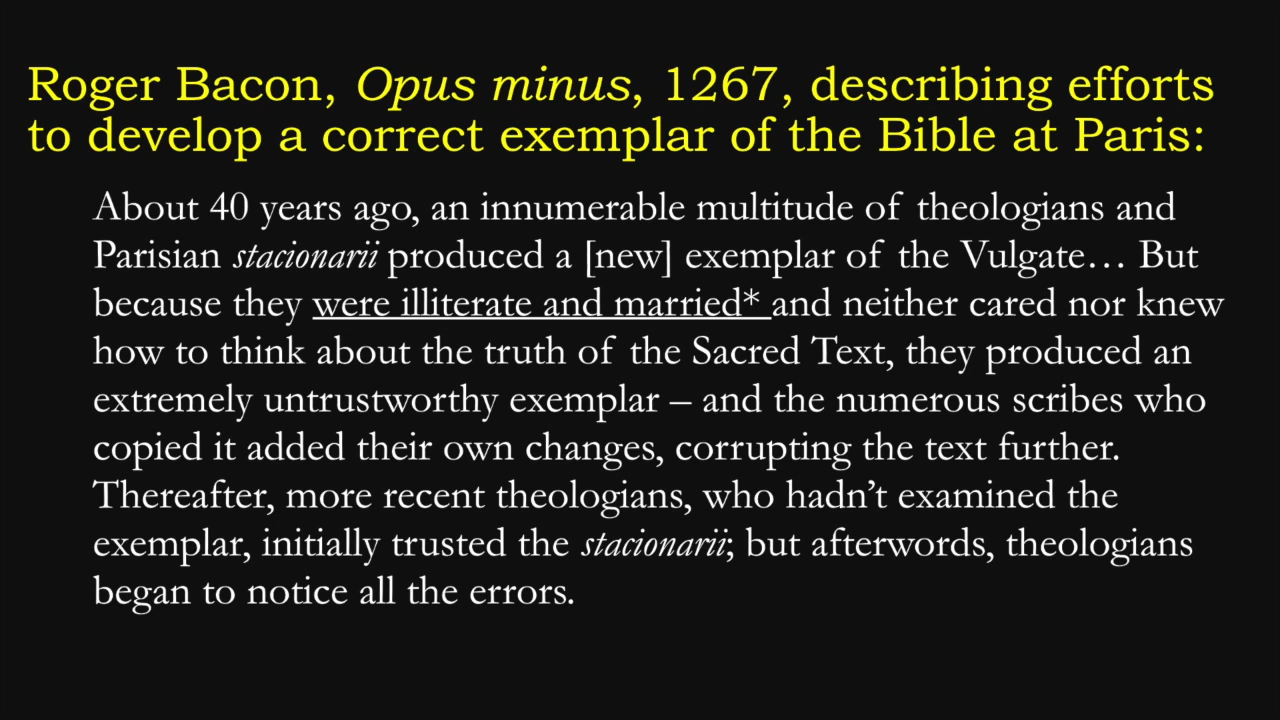 Roger Bacon, Opus minus, 1267, describing efforts
to develop a correct exemplar of the Bible at Paris:
About 40 years ago, an innumerable multitude of theologians and
Parisian stacionarii produced a [new] exemplar of the Vulgate… But
because they were illiterate and married* and neither cared nor knew
how to think about the truth of the Sacred Text, they produced an
extremely untrustworthy exemplar – and the numerous scribes who
copied it added their own changes, corrupting the text further.
Thereafter, more recent theologians, who hadn’t examined the
exemplar, initially trusted the stacionarii; but afterwords, theologians
began to notice all the errors.